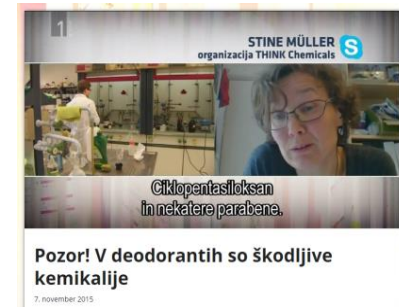 1
STINE MÜLLER
organizacija THINK Chemicals
S
Ciklopentasiloksan
in nekatere parabene.
Pozor! V deodorantih so škodljive
kemikalije
7. november 2015